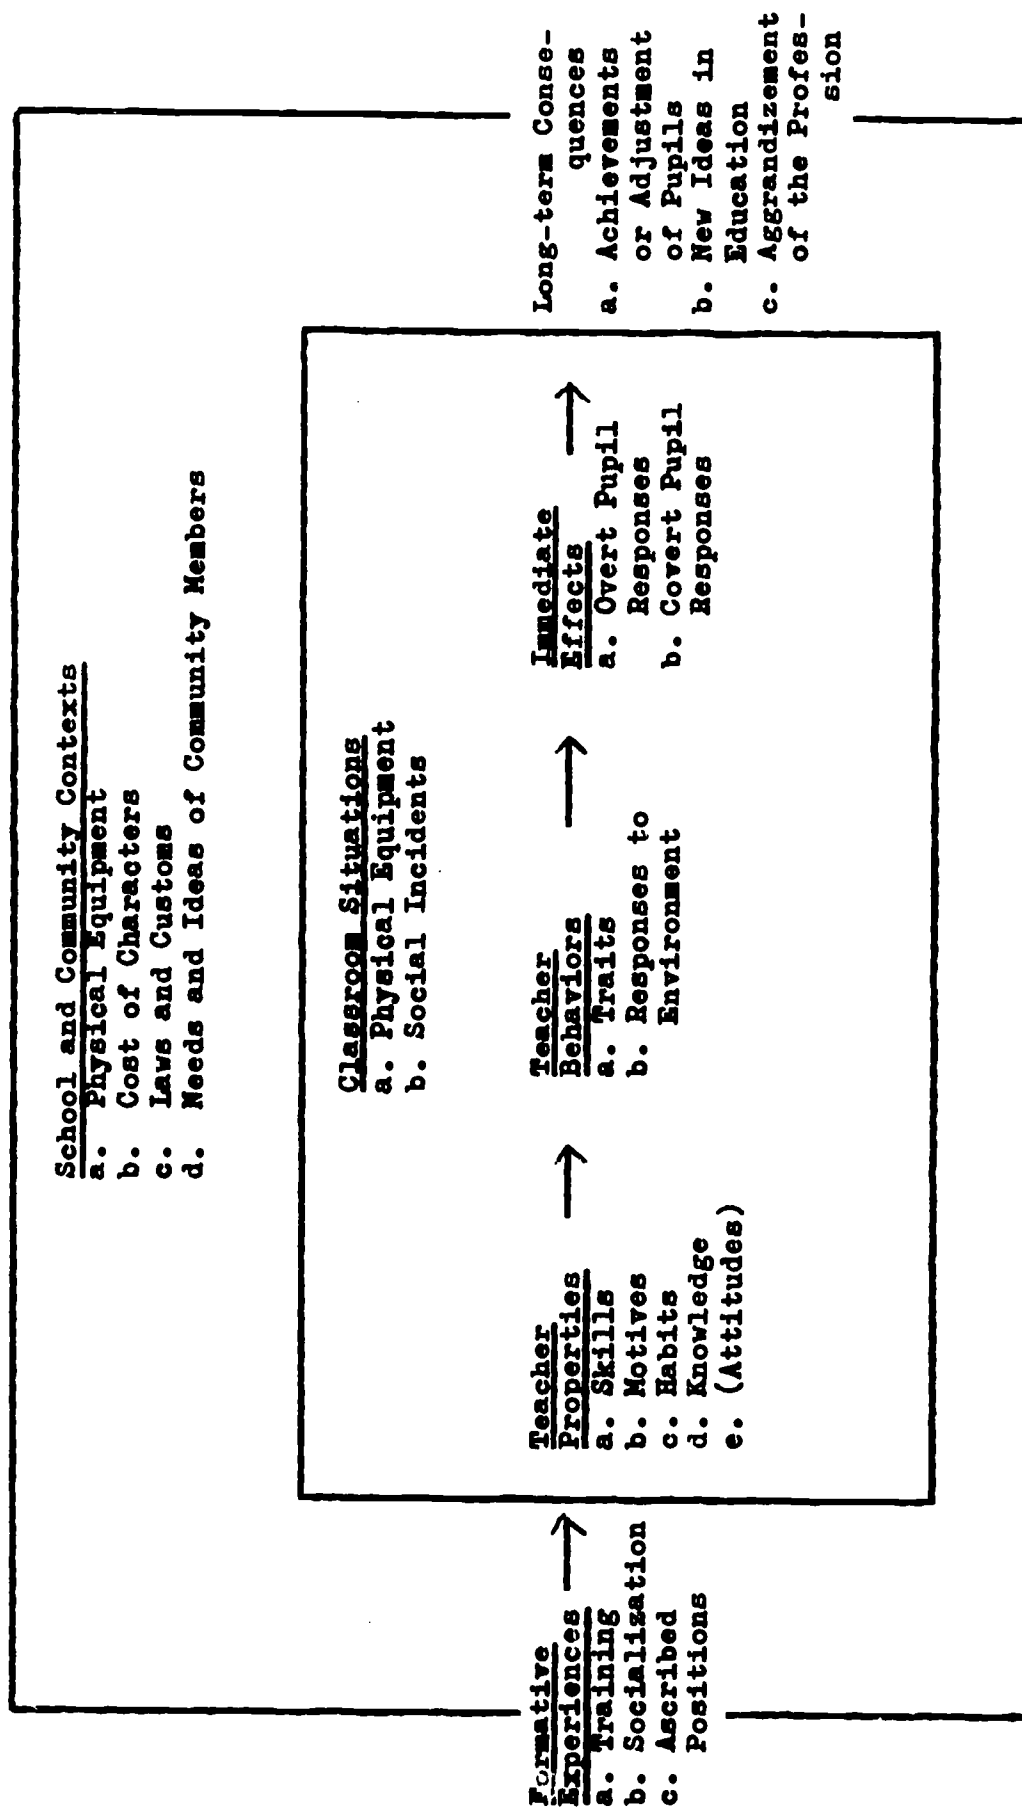 School and Community Contexts
a. Physical Equipment
b. Cost of Characters
c. Laws and Customs
d. Needs and Ideas of Community Members
Classroom Situations
a. Physical Equipment
b. Social Incidents
Formative
Experiences
a. Training
b. Socialization
c. Ascribed
Positions
Teacher
Properties
a. Skills
b. Motives
c. Habits
d. Knowledge
e. (Attitudes)
Teacher
Behaviors
a. Traits
b. Responses to
Environment
Immediate
Effects
a. Overt Pupil
Responses
b. Covert Pupil
Responses
Long-term Conse-
quences
a. Achievements
or Adjustment
of Pupils
b. New Ideas in
Education
c. Aggrandizement
of the Profes-
sion